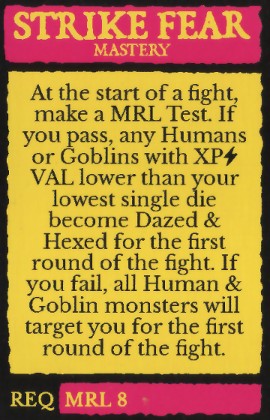 STRIKE FEAR
MASTERY
At the start of a fight,
make a MRL Test. If
you pass, any Humans
or Goblins with XP⚡
VAL lower than your
lowest single die
become Dazed &
Hexed for the first
round of the fight. If
you fail, all Human &
Goblin monsters will
target you for the first
round of the fight.
REQ MRL 8